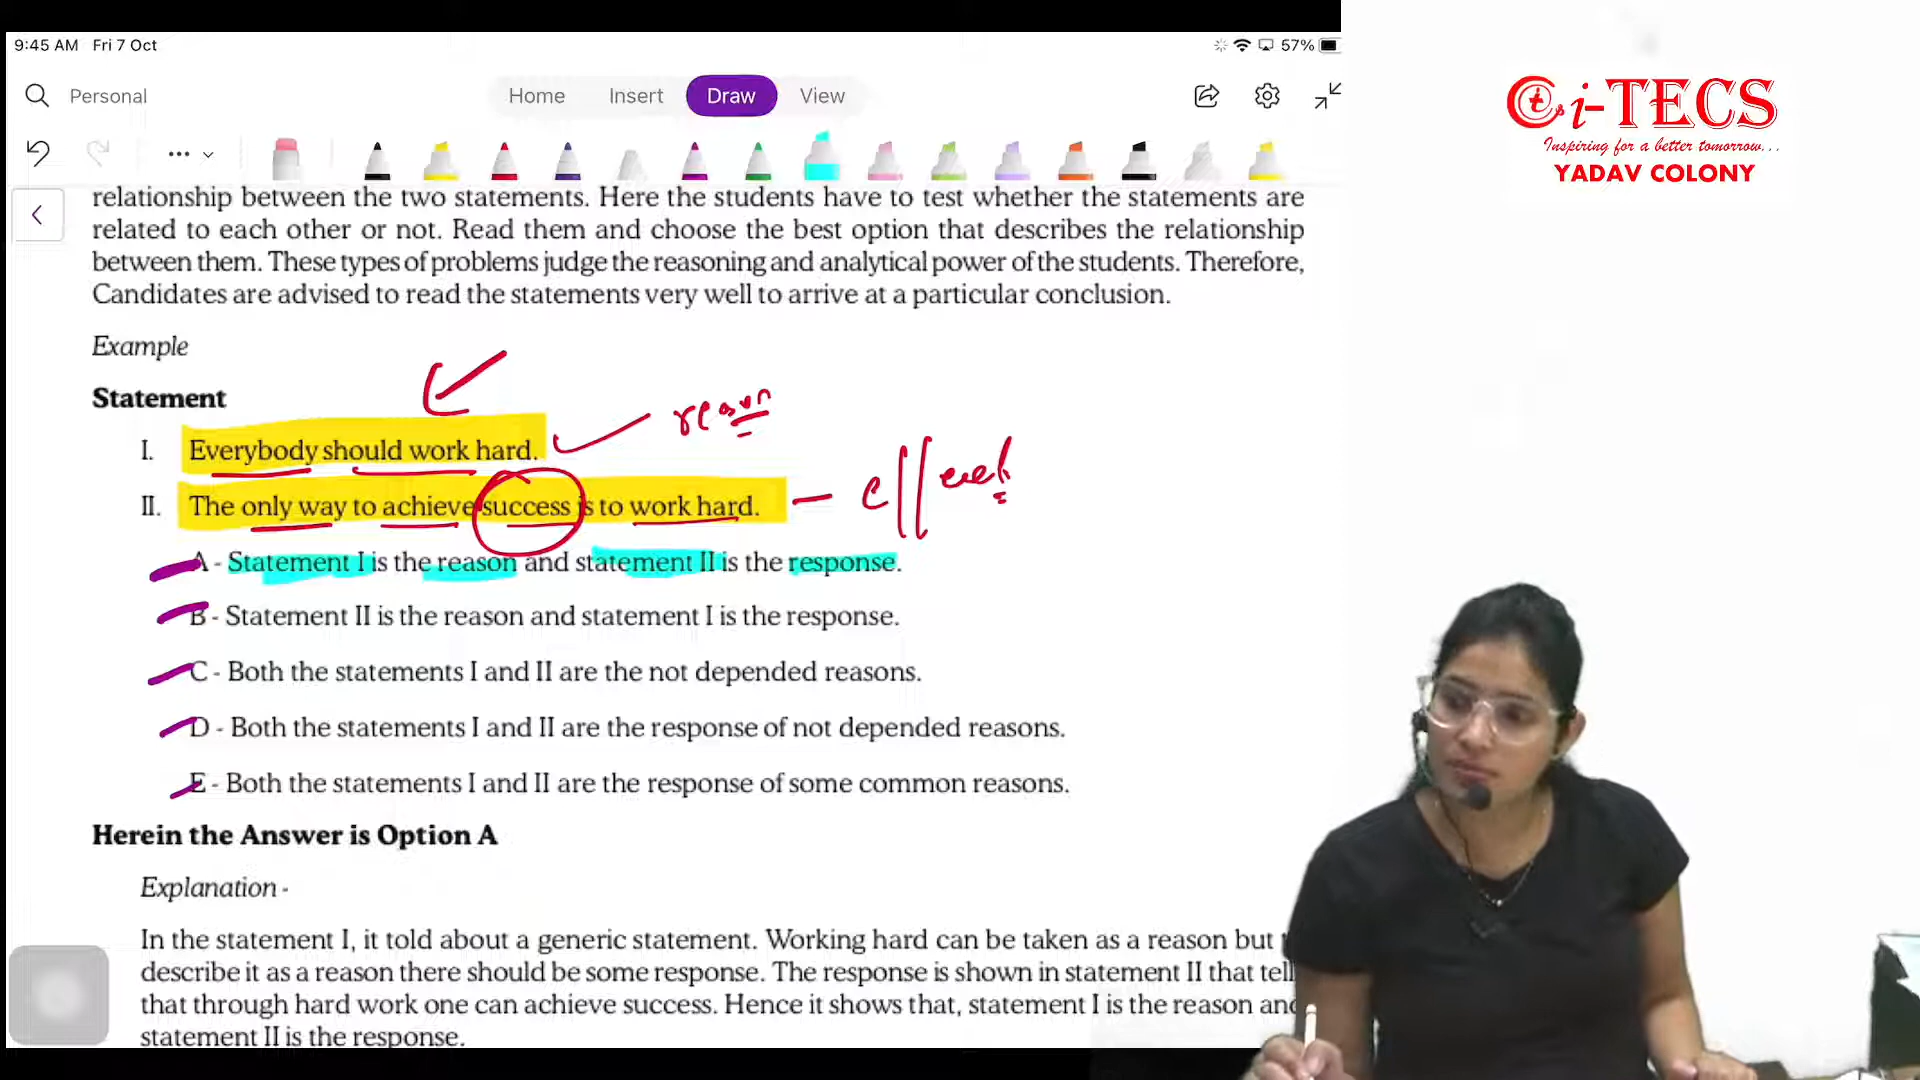 9:45 AM Fri 7 Oct
57%
Personal
Home Insert Draw View
i-TECS
Inspiring for a better tomorrow...
YADAV COLONY
relationship between the two statements. Here the students have to test whether the statements are
related to each other or not. Read them and choose the best option that describes the relationship
between them. These types of problems judge the reasoning and analytical power of the students. Therefore,
Candidates are advised to read the statements very well to arrive at a particular conclusion.
Example
Statement
reason
I. Everybody should work hard.
II. The only way to achieve success is to work hard.
A - Statement I is the reason and statement II is the response.
B - Statement II is the reason and statement I is the response.
C - Both the statements I and II are the not depended reasons.
D - Both the statements I and II are the response of not depended reasons.
E - Both the statements I and II are the response of some common reasons.
Herein the Answer is Option A
Explanation -
In the statement I, it told about a generic statement. Working hard can be taken as a reason but
describe it as a reason there should be some response. The response is shown in statement II that tell
that through hard work one can achieve success. Hence it shows that, statement I is the reason and
statement II is the response.